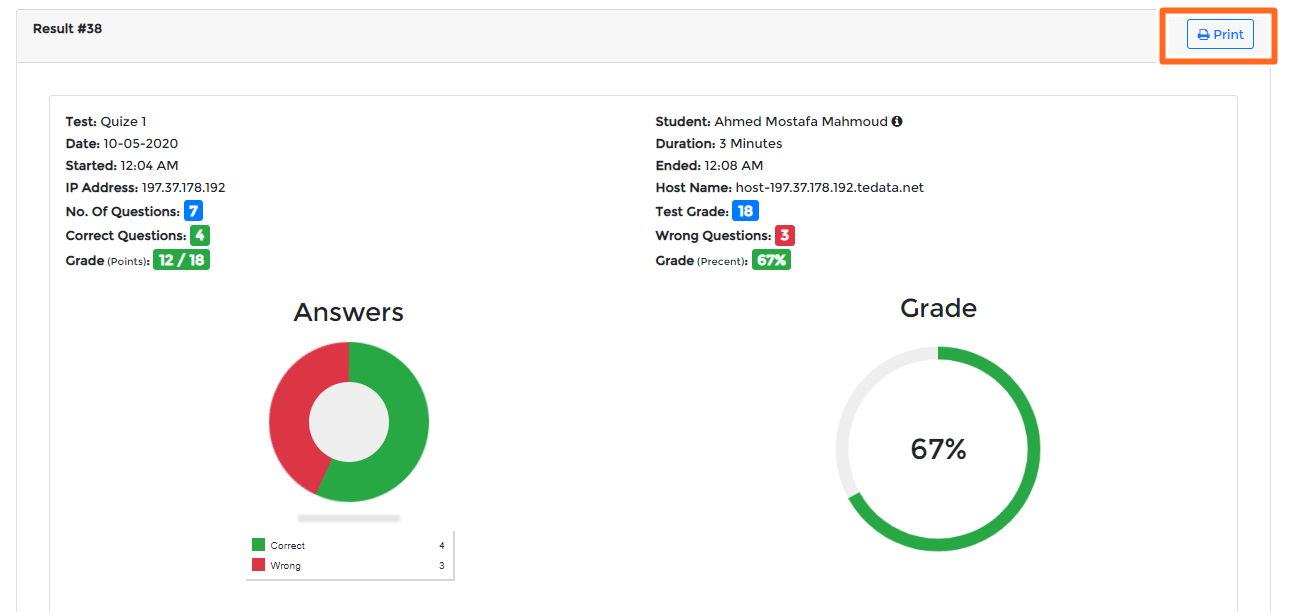 Result #38
Print
Test: Quize 1
Date: 10-05-2020
Started: 12:04 AM
IP Address: 197.37.178.192
No. Of Questions: 7
Correct Questions: 4
Grade (Points): 12 / 18
Student: Ahmed Mostafa Mahmoud
Duration: 3 Minutes
Ended: 12:08 AM
Host Name: host-197.37.178.192.tedata.net
Test Grade: 18
Wrong Questions: 3
Grade (Precent): 67%
Answers
Correct 4
Wrong 3
Grade
67%